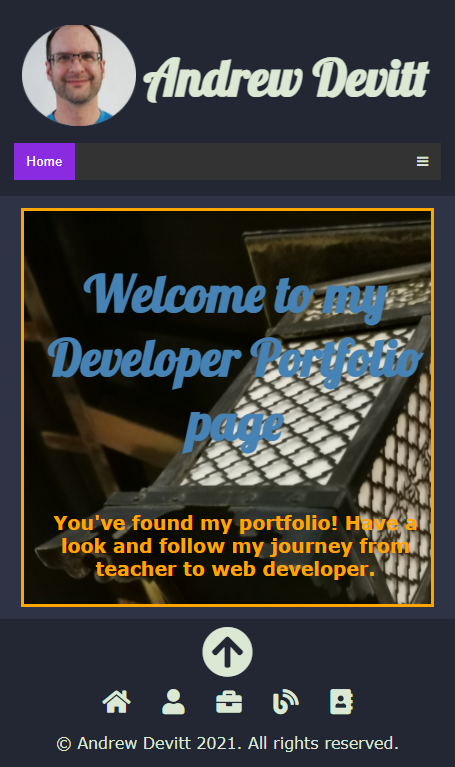 Andrew Devitt
Home
Welcome to my
Developer Portfolio
page
You've found my portfolio! Have a
look and follow my journey from
teacher to web developer.
© Andrew Devitt 2021. All rights reserved.